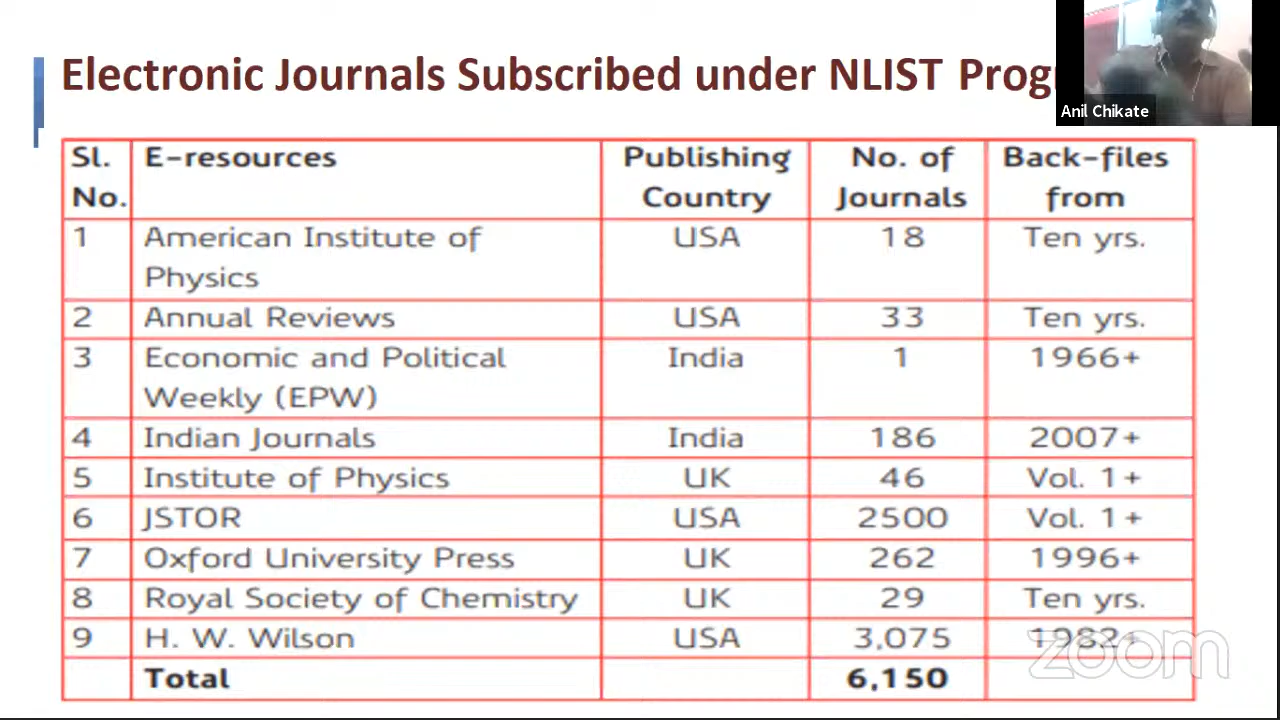 Electronic Journals Subscribed under NLIST
Anil Chikate
Sl. No. E-resources Publishing Country No. of Journals Back-files from
1 American Institute of Physics USA 18 Ten yrs.
2 Annual Reviews USA 33 Ten yrs.
3 Economic and Political Weekly (EPW) India 1 1966+
4 Indian Journals India 186 2007+
5 Institute of Physics UK 46 Vol. 1+
6 JSTOR USA 2500 Vol. 1+
7 Oxford University Press UK 262 1996+
8 Royal Society of Chemistry UK 29 Ten yrs.
9 H. W. Wilson USA 3,075 1982+
Total 6,150
zoom